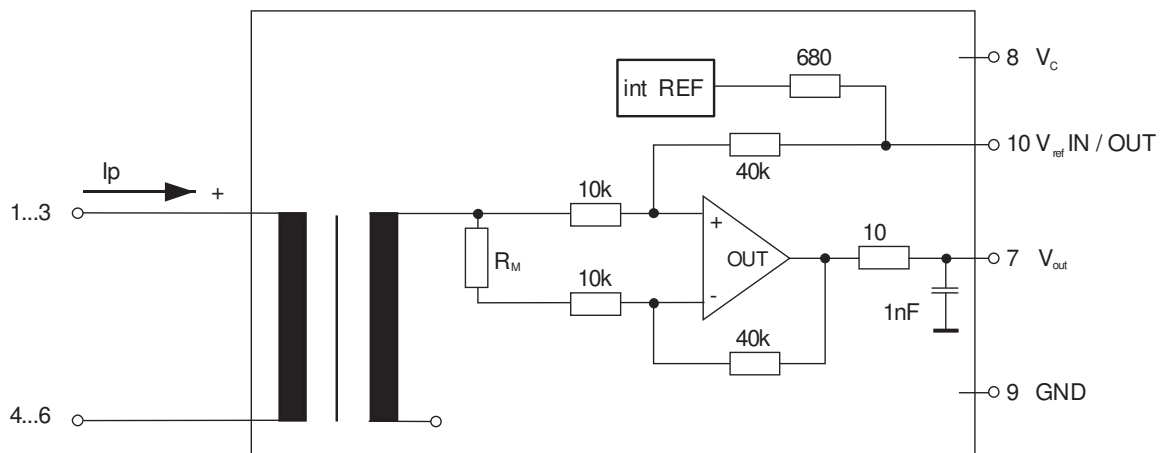 8 V_C
680
int REF
10 V_ref IN / OUT
40k
Ip
+
10k
1...3
+
10
OUT
7 V_out
R_M
10k
-
1nF
40k
9 GND
4...6